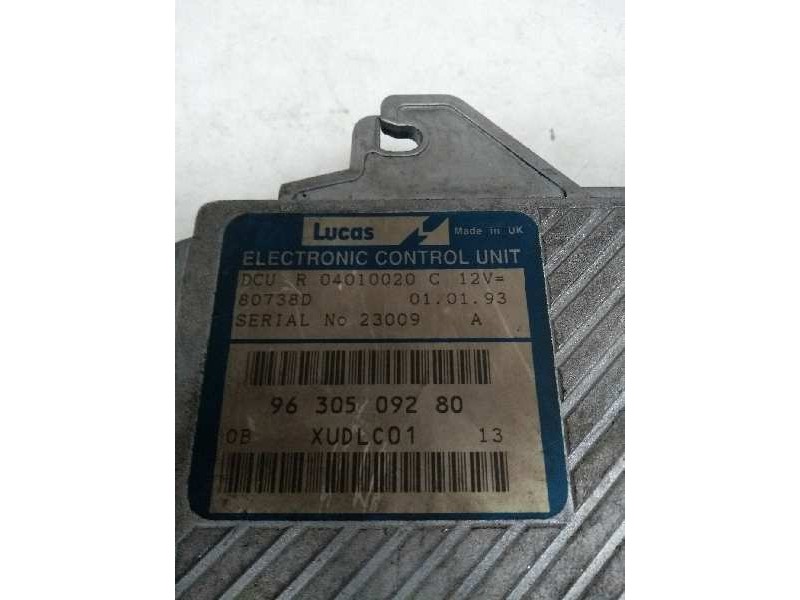 Lucas Made in UK
ELECTRONIC CONTROL UNIT
DCU R 04010020 C 12V=
80738D 01.01.93
SERIAL No 23009 A
96 305 092 80
0B XUDLC01 13